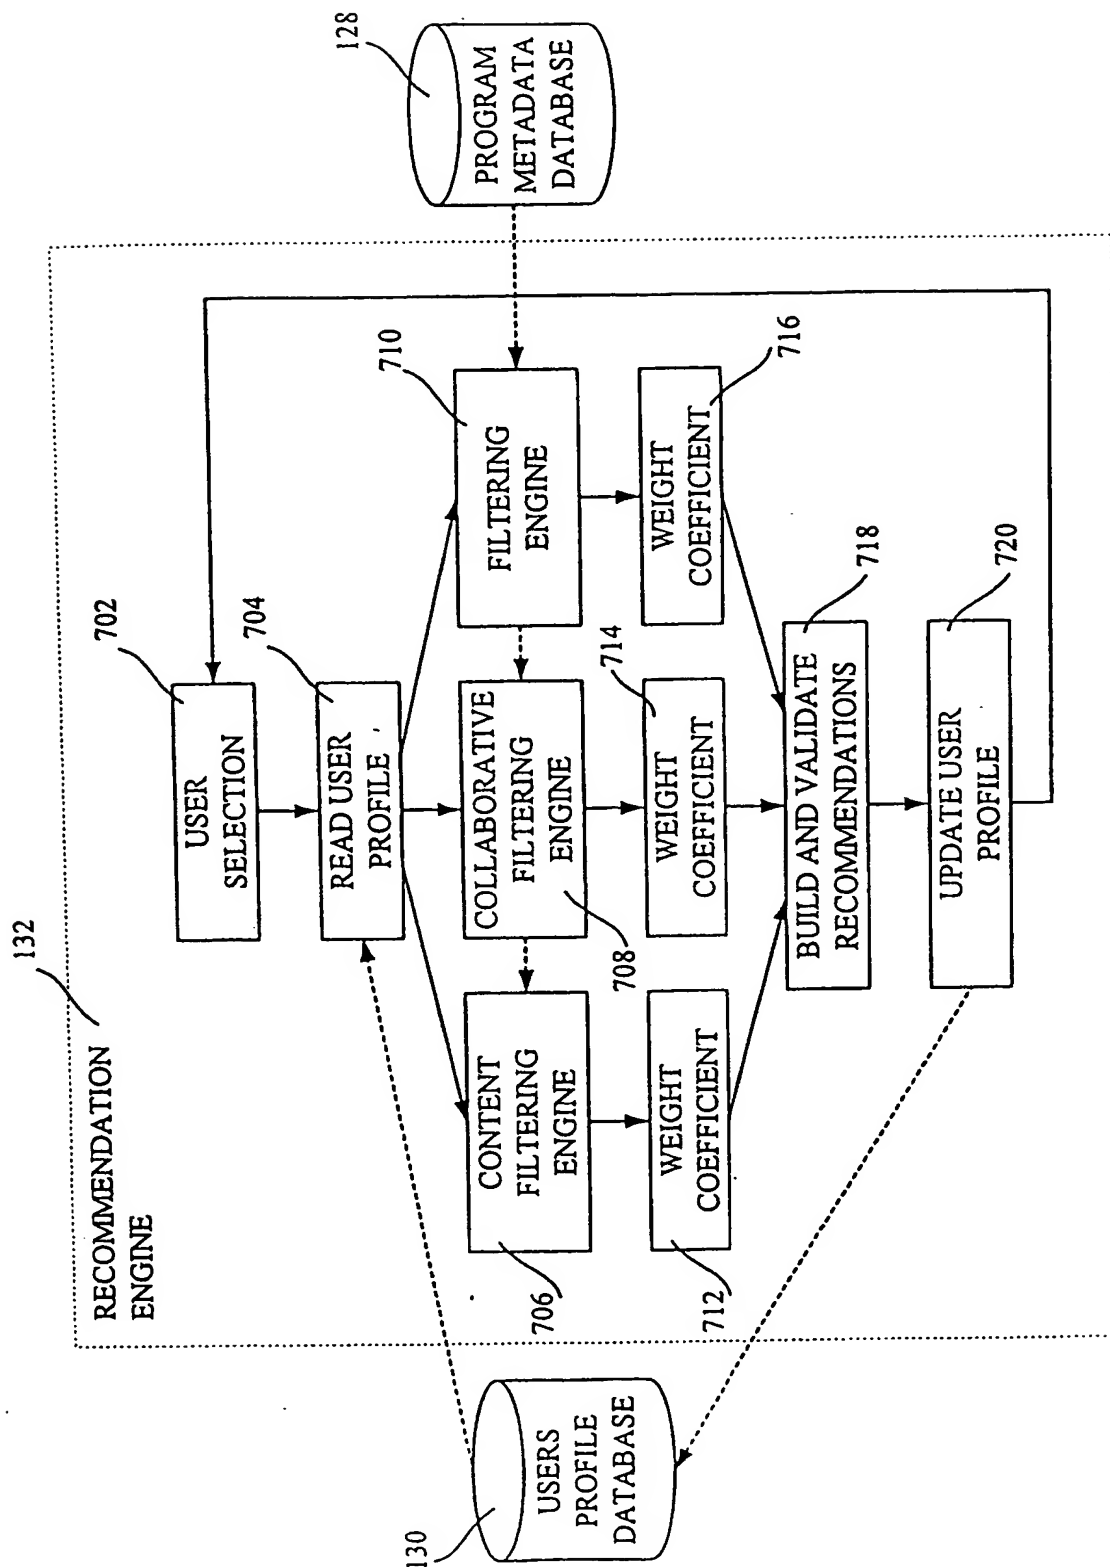 RECOMMENDATION
ENGINE
132
USER
SELECTION
702
READ USER
PROFILE
704
CONTENT
FILTERING
ENGINE
706
COLLABORATIVE
FILTERING
ENGINE
708
FILTERING
ENGINE
710
WEIGHT
COEFFICIENT
712
WEIGHT
COEFFICIENT
714
WEIGHT
COEFFICIENT
716
BUILD AND VALIDATE
RECOMMENDATIONS
718
UPDATE USER
PROFILE
720
USERS
PROFILE
DATABASE
130
PROGRAM
METADATA
DATABASE
128